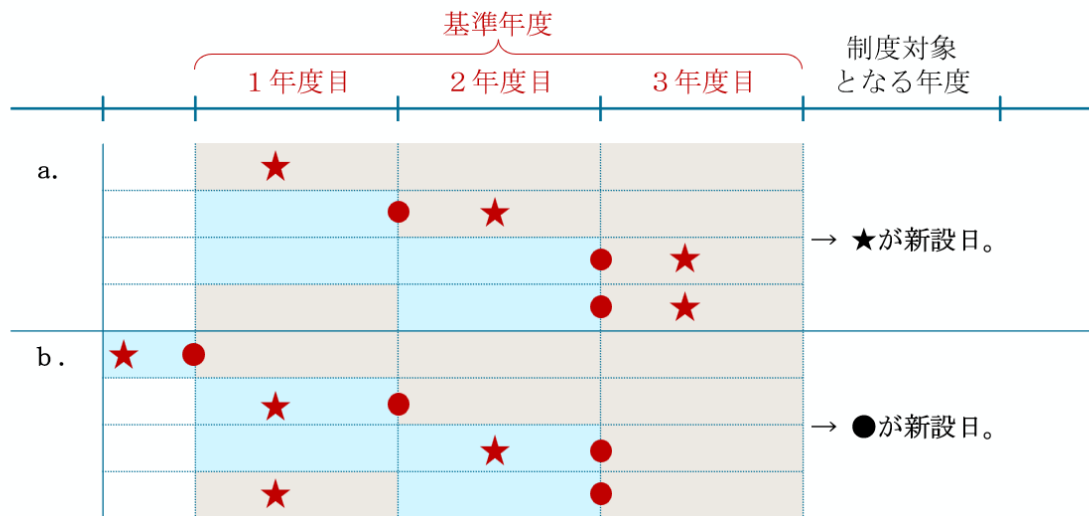 基準年度
1年度目
2年度目
3年度目
制度対象
となる年度
a.
→ ★が新設日。
b.
→ ●が新設日。